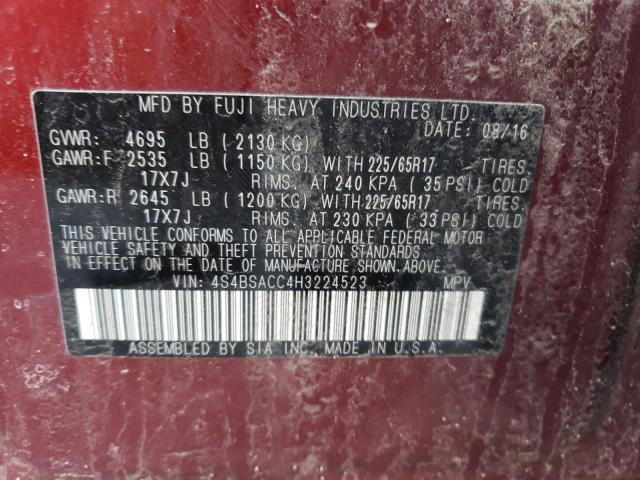 MFD BY FUJI HEAVY INDUSTRIES LTD.
DATE: 08/16
GVWR: 4695 LB (2130 KG)
GAWR:F 2535 LB (1150 KG) WITH 225/65R17 TIRES.
17X7J RIMS. AT 240 KPA (35 PSI) COLD
GAWR:R 2645 LB (1200 KG) WITH 225/65R17 TIRES.
17X7J RIMS. AT 230 KPA (33 PSI) COLD
THIS VEHICLE CONFORMS TO ALL APPLICABLE FEDERAL MOTOR
VEHICLE SAFETY AND THEFT PREVENTION STANDARDS
IN EFFECT ON THE DATE OF MANUFACTURE SHOWN ABOVE.
VIN: 4S4BSACC4H3224523 MPV
ASSEMBLED BY SIA INC., MADE IN U.S.A.